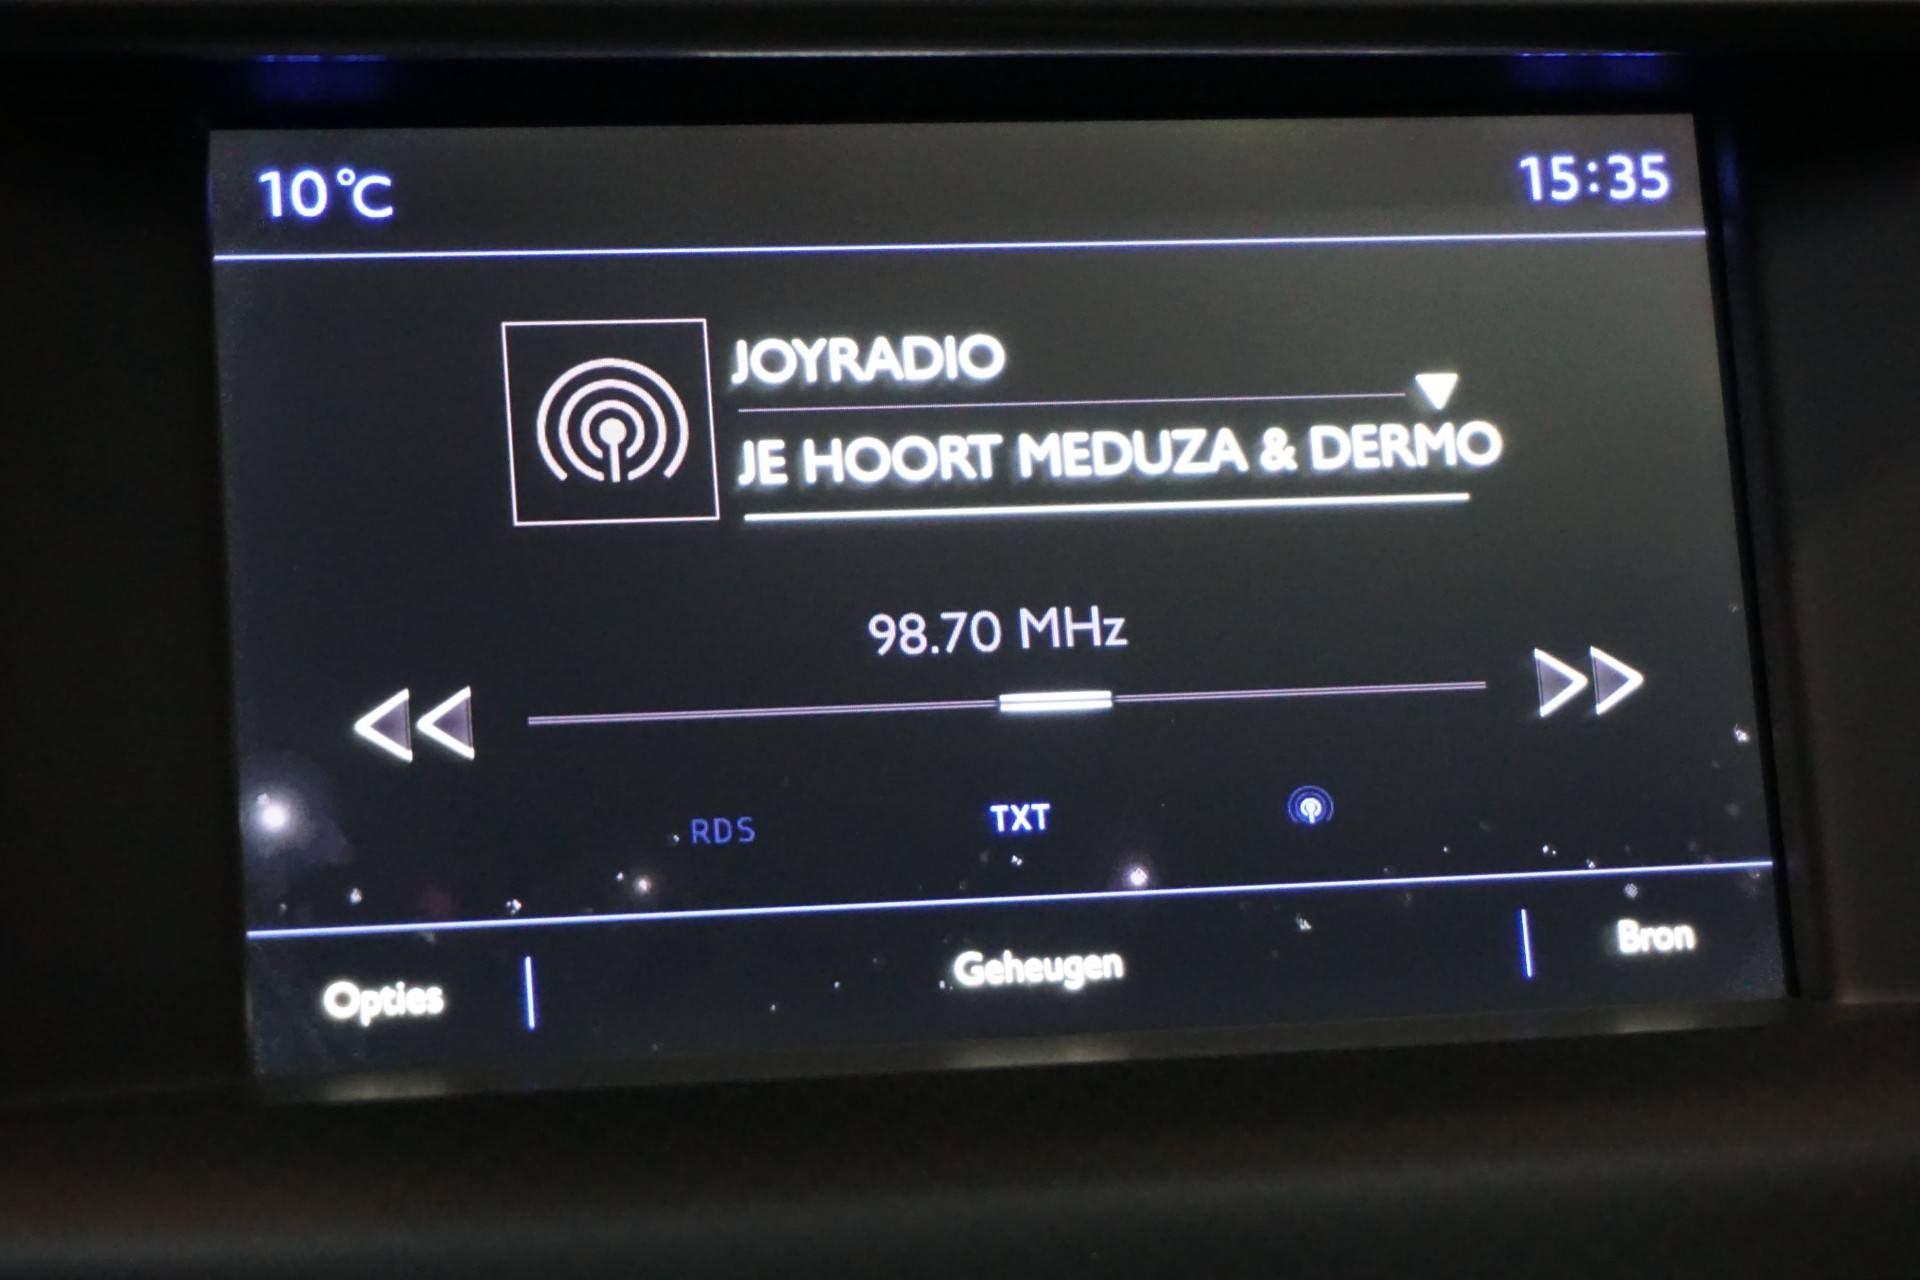 10°C
15:35
JOYRADIO
JE HOORT MEDUZA & DERMO
98.70 MHz
RDS
TXT
Opties
Geheugen
Bron